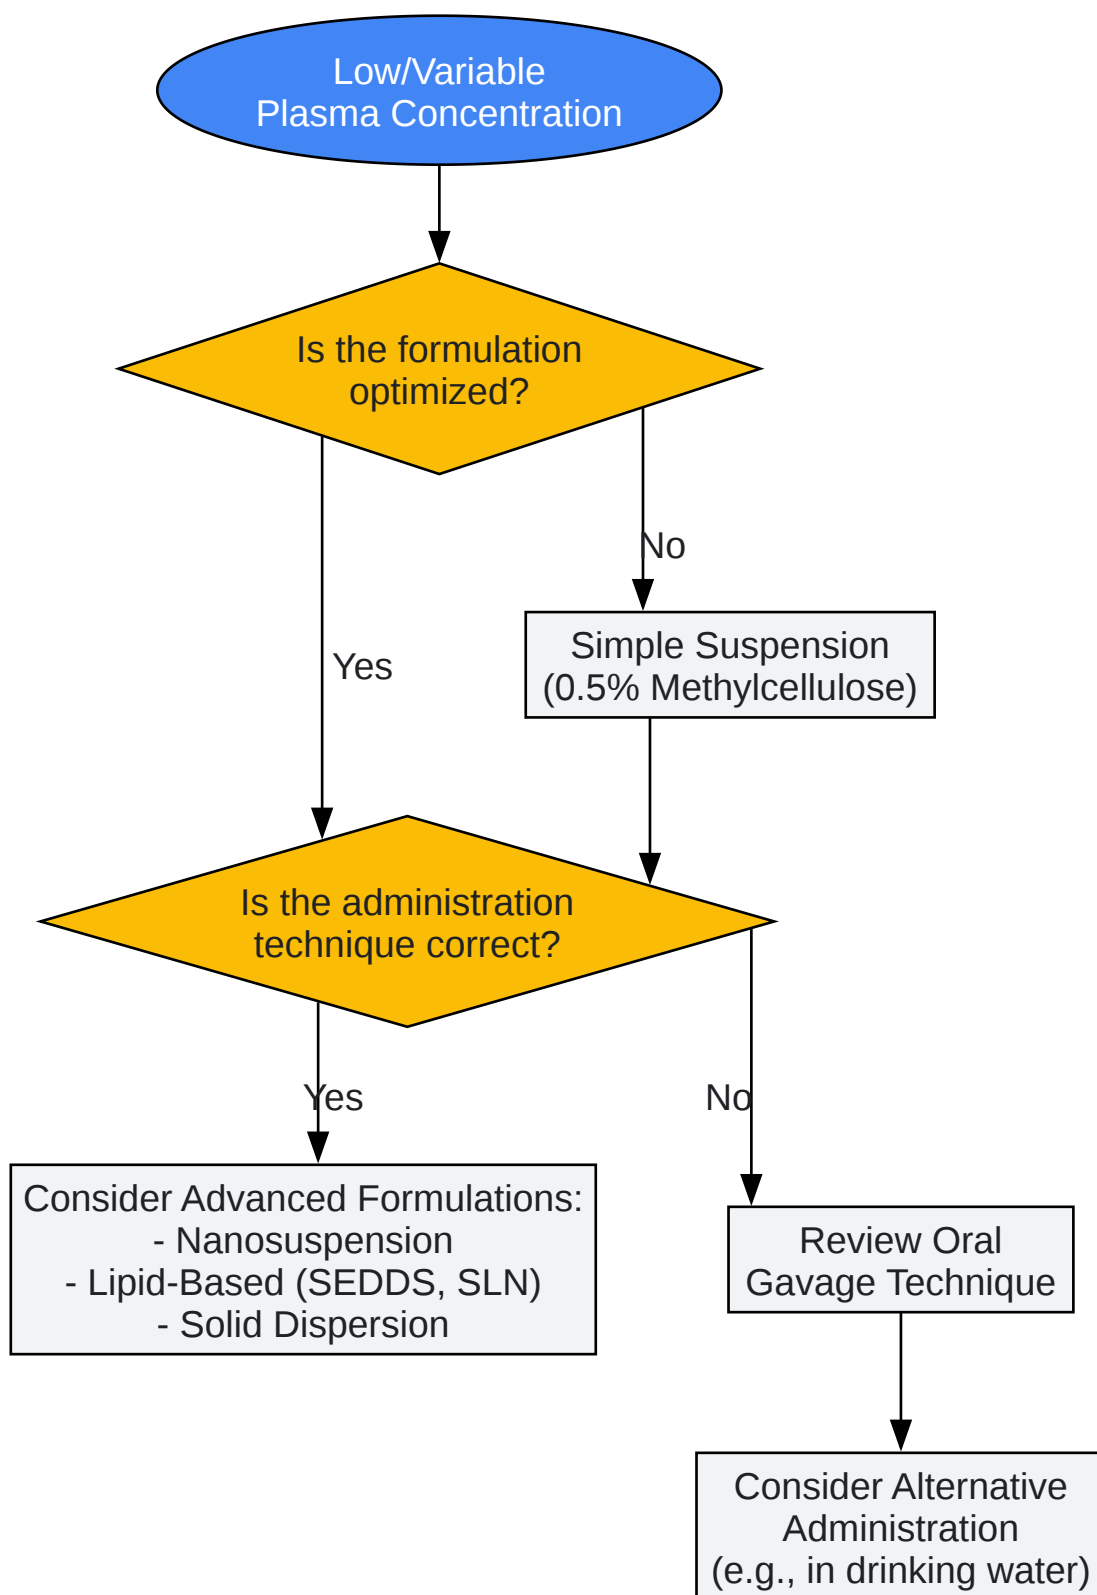 Low/Variable
Plasma Concentration
Is the formulation
optimized?
No
Simple Suspension
(0.5% Methylcellulose)
Yes
Is the administration
technique correct?
Yes
No
Consider Advanced Formulations:
- Nanosuspension
- Lipid-Based (SEDDS, SLN)
- Solid Dispersion
Review Oral
Gavage Technique
Consider Alternative
Administration
(e.g., in drinking water)